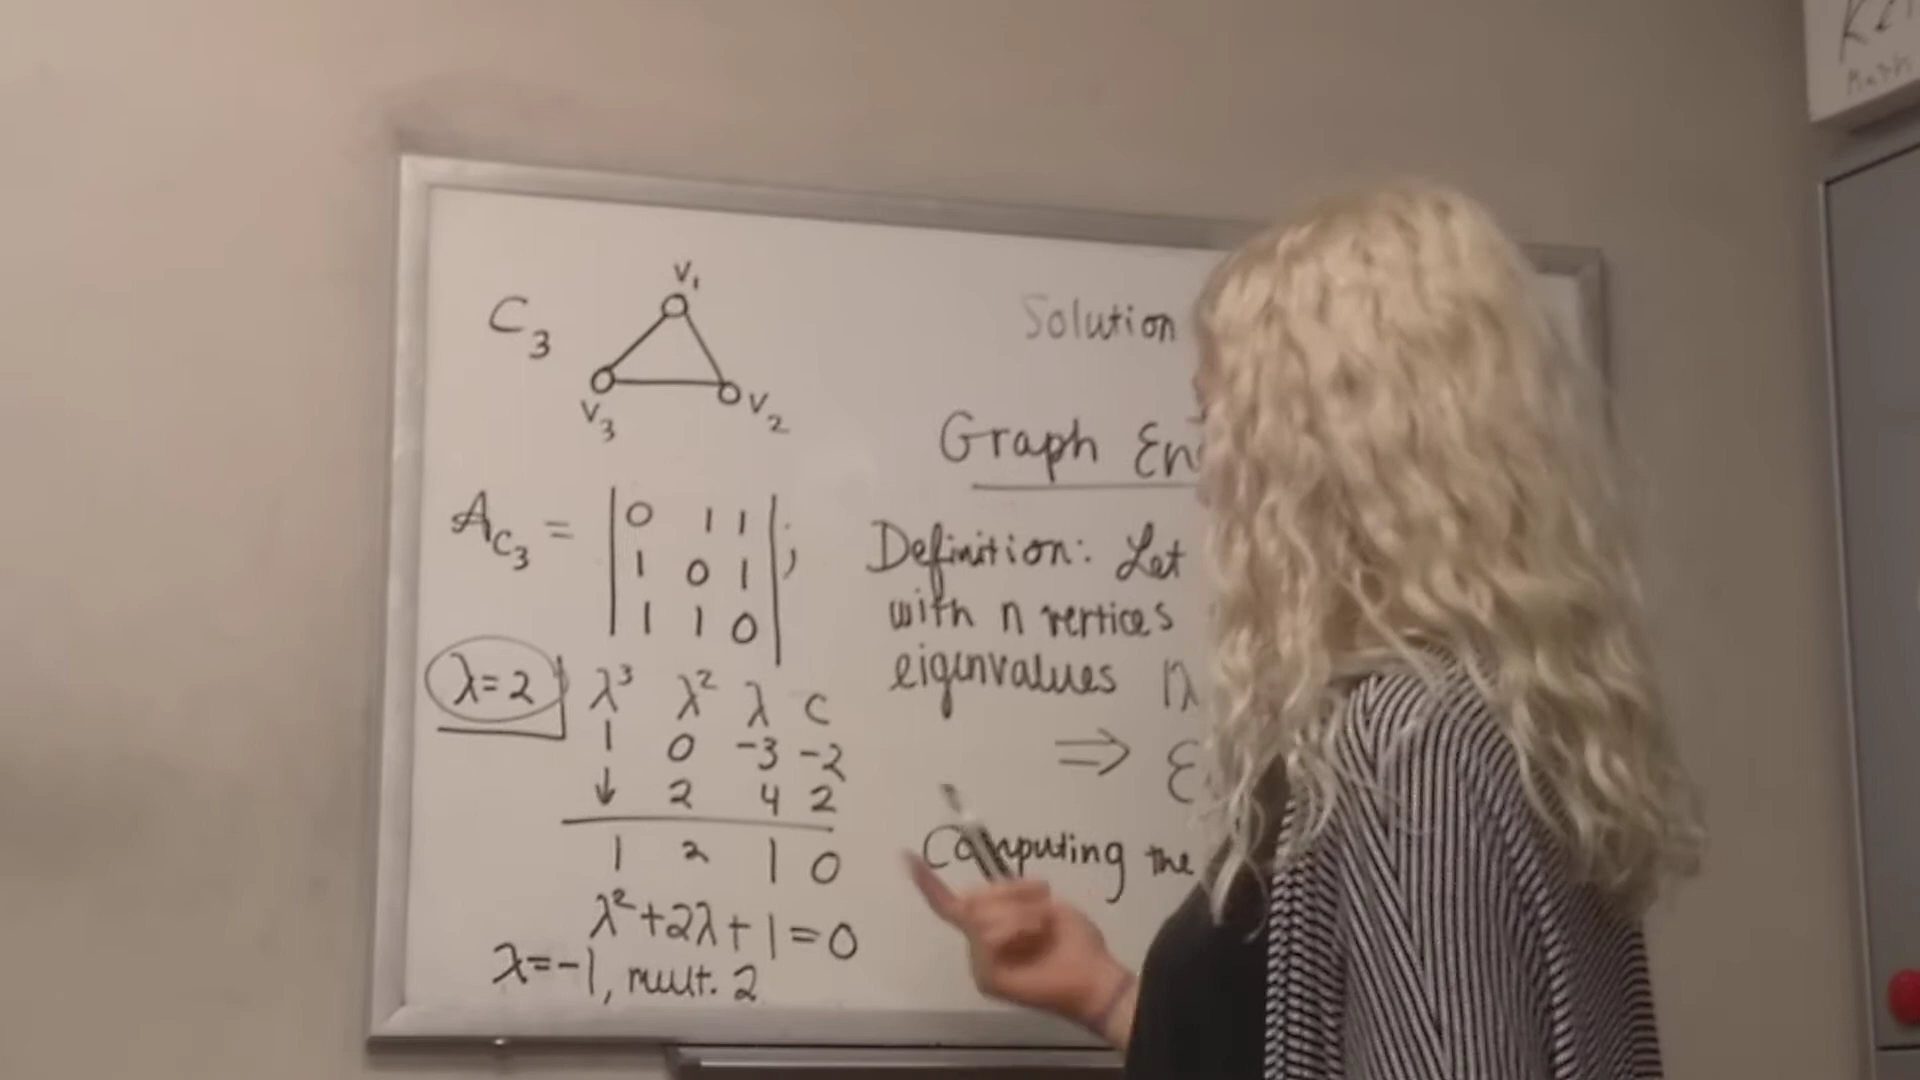 C₃
V₁
V₃ V₂
A_C₃ = | 0 1 1 | ;
| 1 0 1 |
| 1 1 0 |
λ=2 λ³ λ² λ C
1 0 -3 -2
↓ 2 4 2
1 2 1 0
λ²+2λ+1=0
λ=-1, mult. 2
Solution
Graph En
Definition: Let
with n vertices
eigenvalues
⇒ Ɛ
Computing the